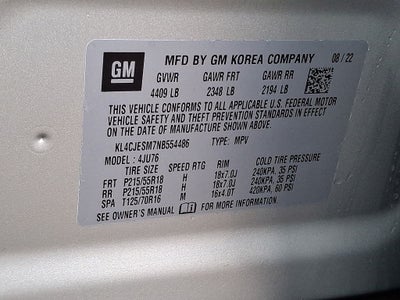 GM
MFD BY GM KOREA COMPANY 08/22
GVWR GAWR FRT GAWR RR
4409 LB 2348 LB 2194 LB
THIS VEHICLE CONFORMS TO ALL APPLICABLE U.S. FEDERAL MOTOR
VEHICLE SAFETY AND THEFT PREVENTION STANDARDS IN EFFECT ON
THE DATE OF MANUFACTURE SHOWN ABOVE.
KL4CJESM7NB554486 TYPE: MPV
MODEL: 4JU76
TIRE SIZE SPEED RTG RIM COLD TIRE PRESSURE
FRT P215/55R18 H 18x7.0J 240KPA, 35 PSI
RR P215/55R18 H 18x7.0J 240KPA, 35 PSI
SPA T125/70R16 M 16x4.0T 420KPA, 60 PSI
SEE OWNER'S MANUAL FOR MORE INFORMATION